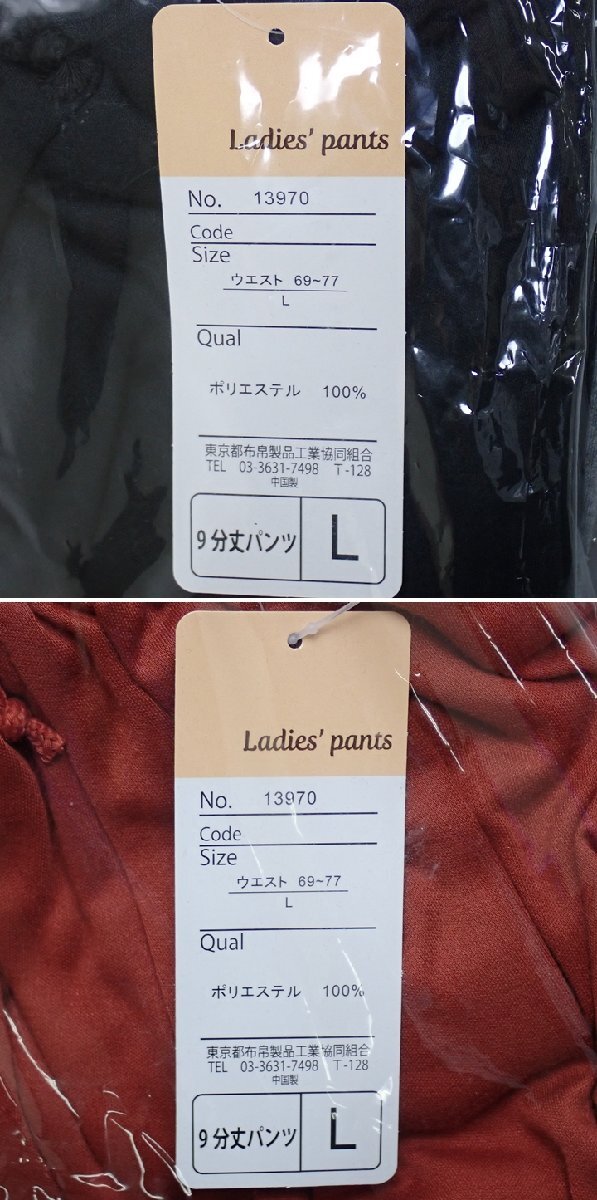 Ladies' pants
No. 13970
Code
Size
ウエスト 69~77
L
Qual
ポリエステル 100%
東京都布帛製品工業協同組合
TEL 03-3631-7498 T-128
中国製
9分丈パンツ L
Ladies' pants
No. 13970
Code
Size
ウエスト 69~77
L
Qual
ポリエステル 100%
東京都布帛製品工業協同組合
TEL 03-3631-7498 T-128
中国製
9分丈パンツ L